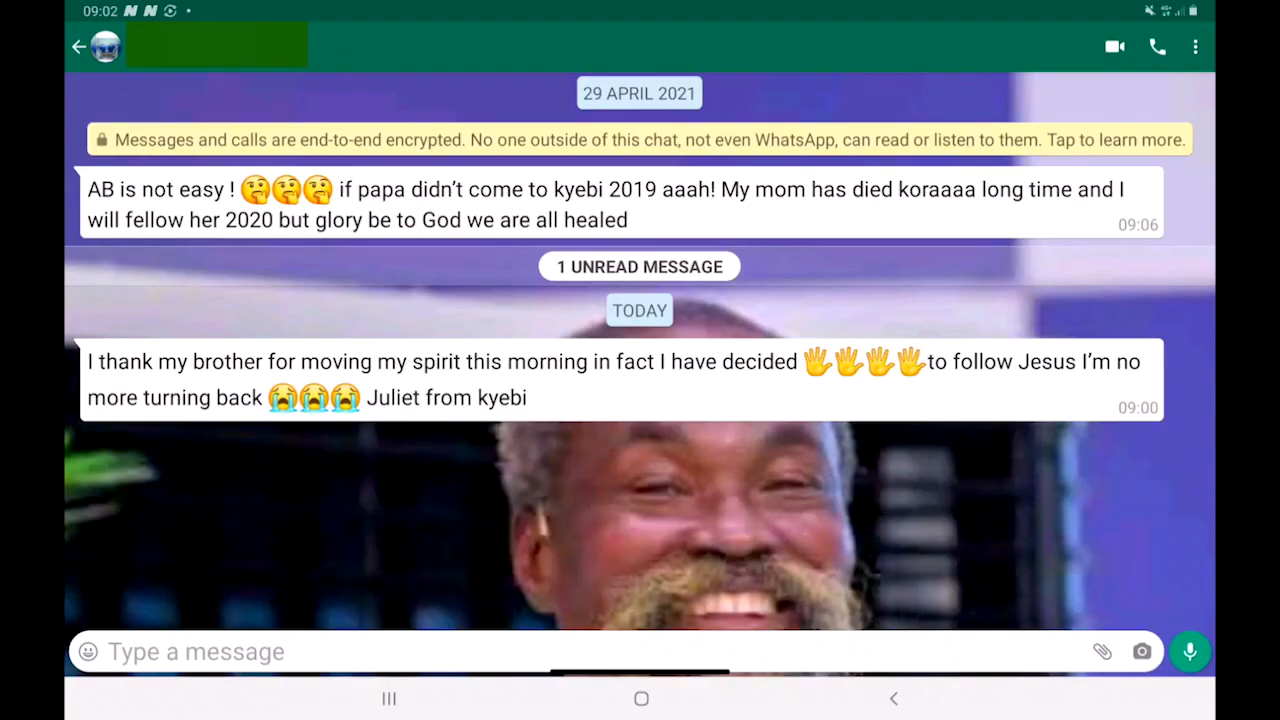 09:02
29 APRIL 2021
Messages and calls are end-to-end encrypted. No one outside of this chat, not even WhatsApp, can read or listen to them. Tap to learn more.
AB is not easy ! 🤔🤔🤔 if papa didn't come to kyebi 2019 aaah! My mom has died koraaaa long time and I
will fellow her 2020 but glory be to God we are all healed
09:06
1 UNREAD MESSAGE
TODAY
I thank my brother for moving my spirit this morning in fact I have decided 🖐🖐🖐🖐to follow Jesus I'm no
more turning back 😭😭😭 Juliet from kyebi
09:00
Type a message